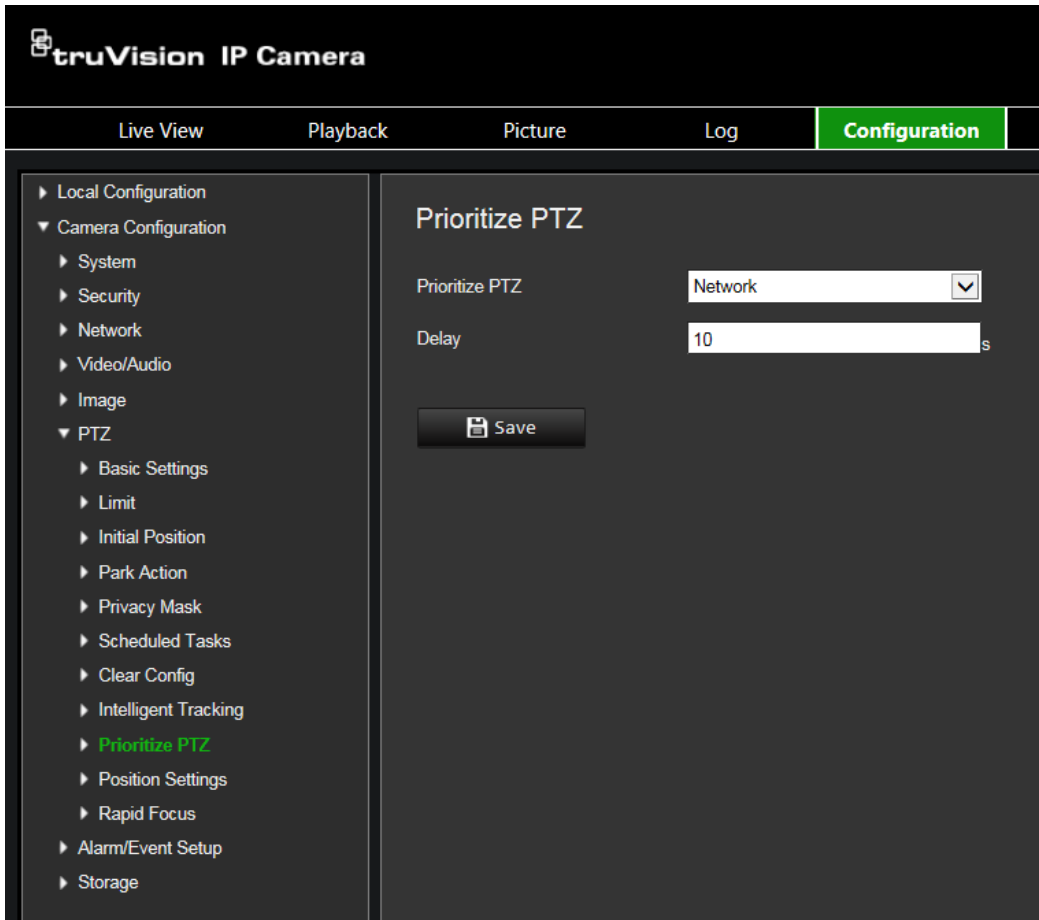 truVision IP Camera
Live View Playback Picture Log Configuration
Local Configuration
Camera Configuration
System
Security
Network
Video/Audio
Image
PTZ
Basic Settings
Limit
Initial Position
Park Action
Privacy Mask
Scheduled Tasks
Clear Config
Intelligent Tracking
Prioritize PTZ
Position Settings
Rapid Focus
Alarm/Event Setup
Storage
Prioritize PTZ
Prioritize PTZ Network
Delay 10 s
Save